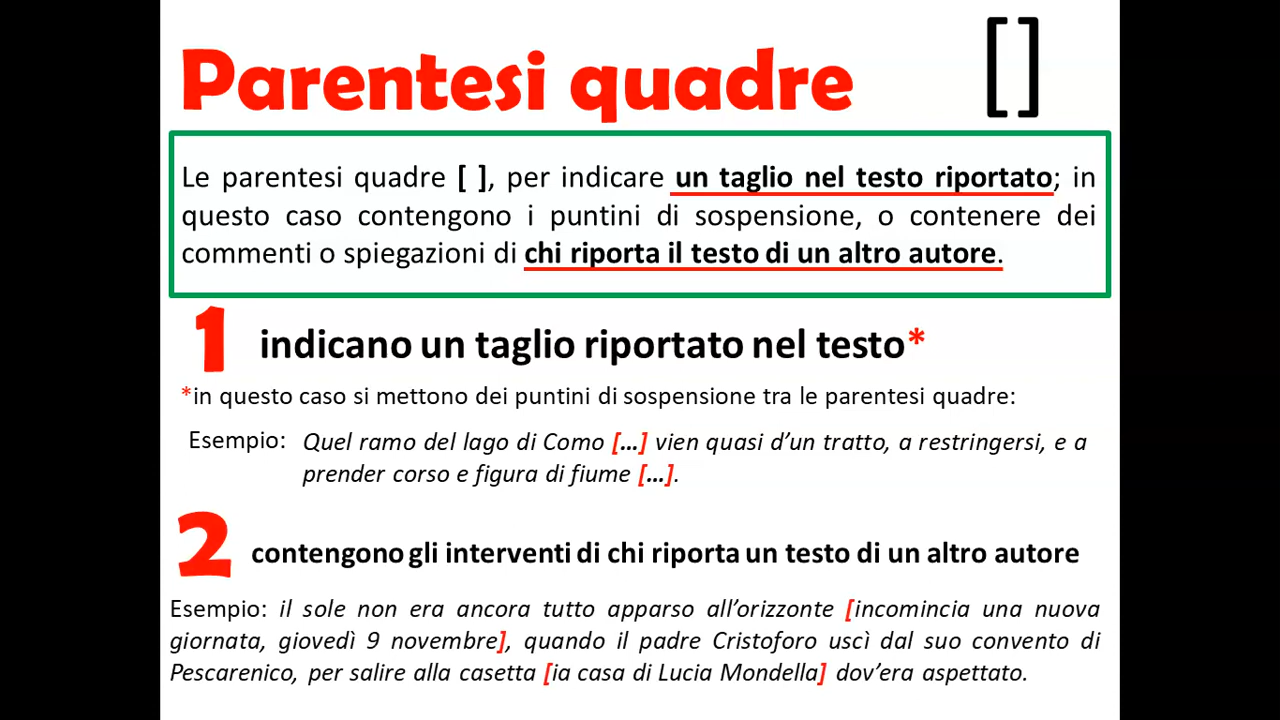 Parentesi quadre []
Le parentesi quadre [ ], per indicare un taglio nel testo riportato; in
questo caso contengono i puntini di sospensione, o contenere dei
commenti o spiegazioni di chi riporta il testo di un altro autore.
1 indicano un taglio riportato nel testo*
*in questo caso si mettono dei puntini di sospensione tra le parentesi quadre:
Esempio: Quel ramo del lago di Como [...] vien quasi d’un tratto, a restringersi, e a
prender corso e figura di fiume [...].
2 contengono gli interventi di chi riporta un testo di un altro autore
Esempio: il sole non era ancora tutto apparso all’orizzonte [incomincia una nuova
giornata, giovedì 9 novembre], quando il padre Cristoforo uscì dal suo convento di
Pescarenico, per salire alla casetta [ia casa di Lucia Mondella] dov’era aspettato.